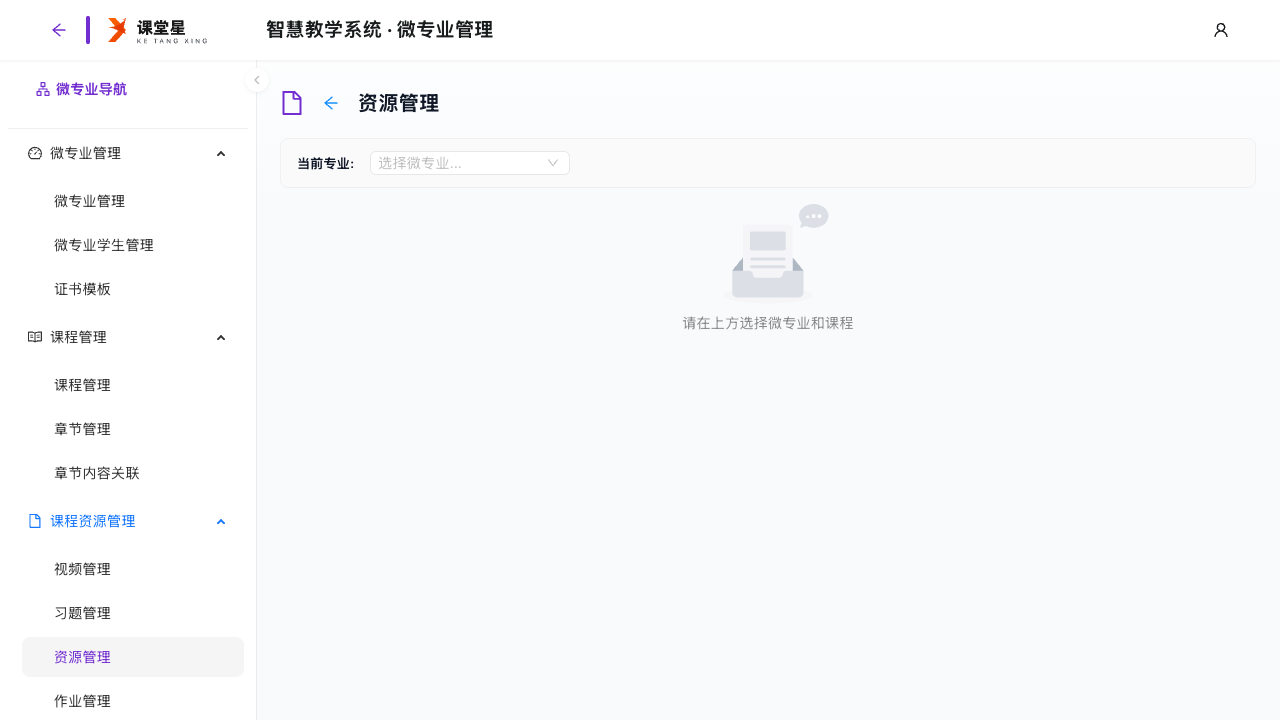 课堂星
KE TANG XING
智慧教学系统 · 微专业管理
微专业导航
微专业管理
微专业管理
微专业学生管理
证书模板
课程管理
课程管理
章节管理
章节内容关联
课程资源管理
视频管理
习题管理
资源管理
作业管理
资源管理
当前专业:
选择微专业...
请在上方选择微专业和课程